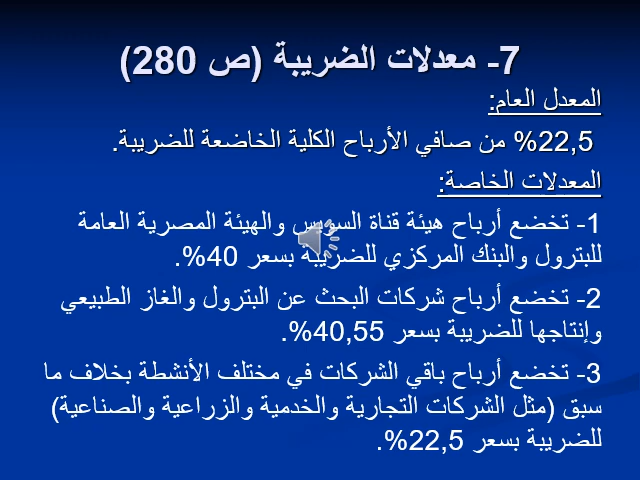 7- معدلات الضريبة (ص 280)
المعدل العام:
22,5% من صافي الأرباح الكلية الخاضعة للضريبة.
المعدلات الخاصة:
1- تخضع أرباح هيئة قناة السويس والهيئة المصرية العامة
للبترول والبنك المركزي للضريبة بسعر 40%.
2- تخضع أرباح شركات البحث عن البترول والغاز الطبيعي
وإنتاجها للضريبة بسعر 40,55%.
3- تخضع أرباح باقي الشركات في مختلف الأنشطة بخلاف ما
سبق (مثل الشركات التجارية والخدمية والزراعية والصناعية)
للضريبة بسعر 22,5%.